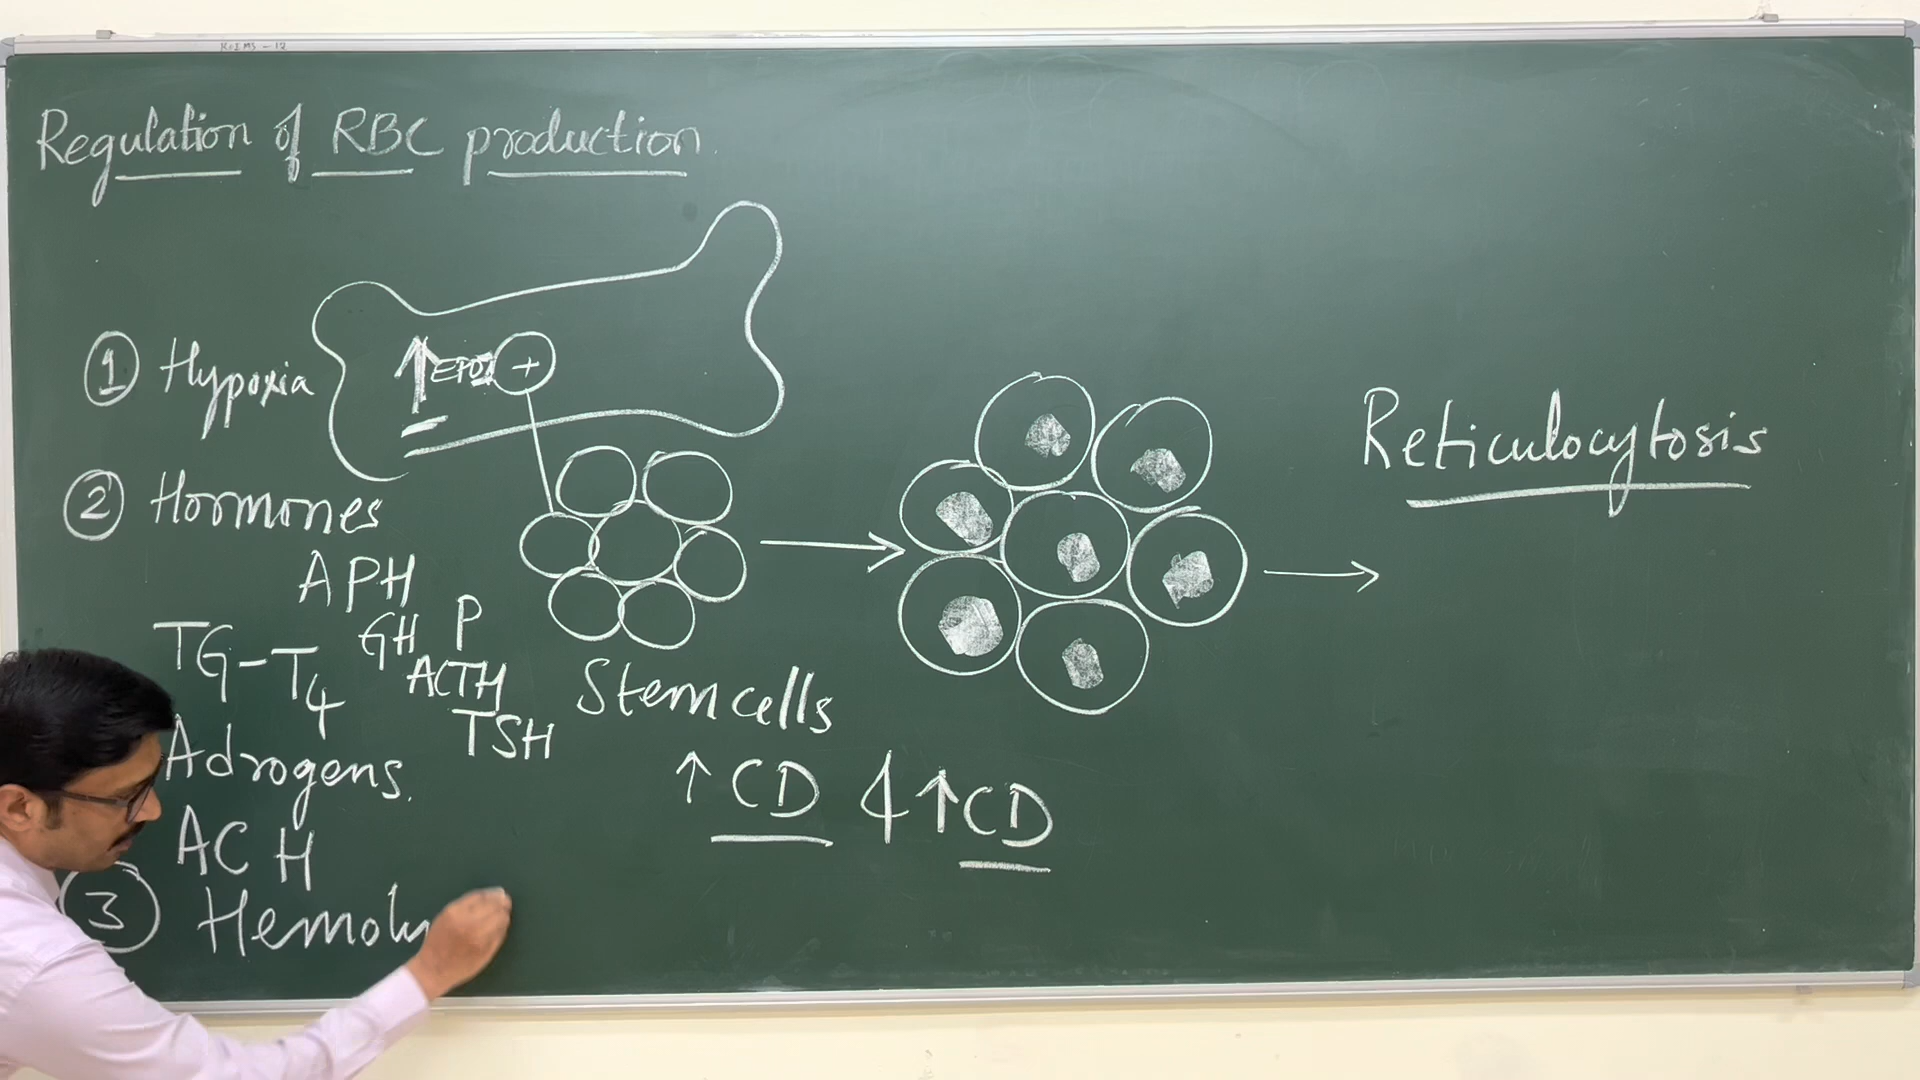 Regulation of RBC production
1 Hypoxia
↑ EPO +
2 Hormones
APH
GH P
ACTH
TSH
TG-T4
Adrogens.
ACH
3 Hemoly
Stem cells
↑ CD ↑ CD
Reticulocytosis